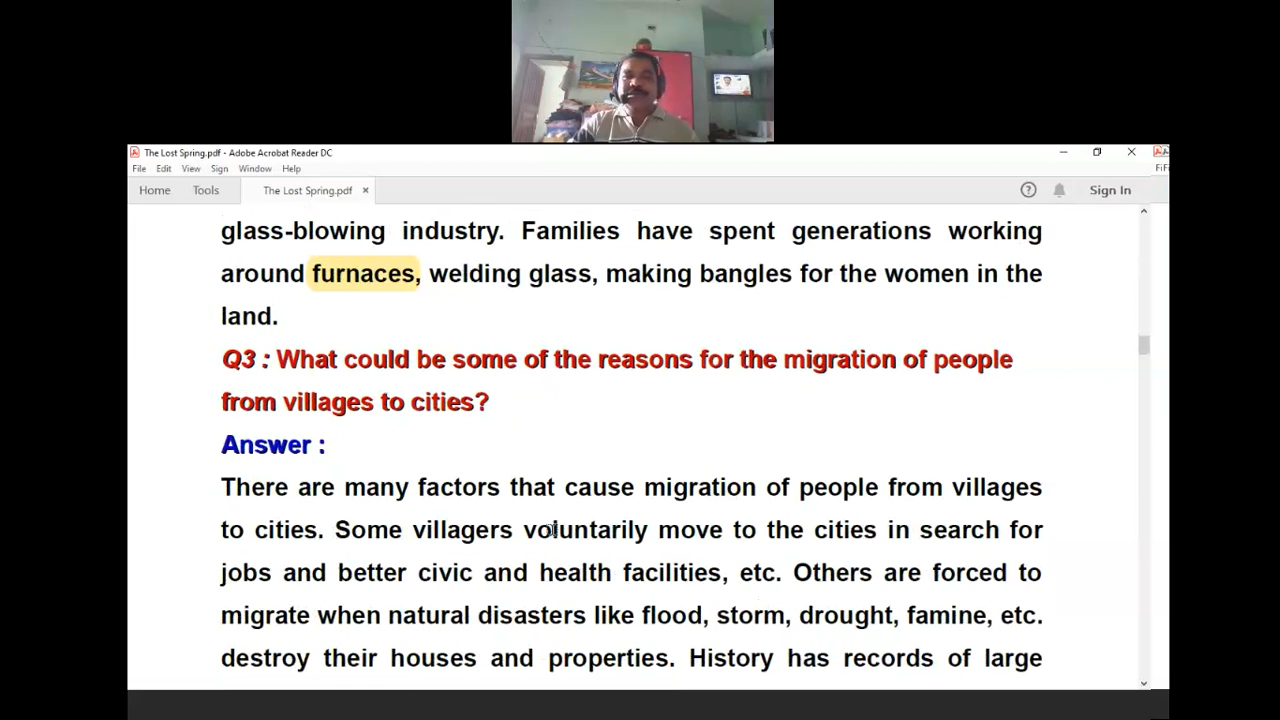 The Lost Spring.pdf - Adobe Acrobat Reader DC
File Edit View Sign Window Help
Home Tools The Lost Spring.pdf × Sign In
glass-blowing industry. Families have spent generations working
around furnaces, welding glass, making bangles for the women in the
land.
Q3 : What could be some of the reasons for the migration of people
from villages to cities?
Answer :
There are many factors that cause migration of people from villages
to cities. Some villagers voluntarily move to the cities in search for
jobs and better civic and health facilities, etc. Others are forced to
migrate when natural disasters like flood, storm, drought, famine, etc.
destroy their houses and properties. History has records of large